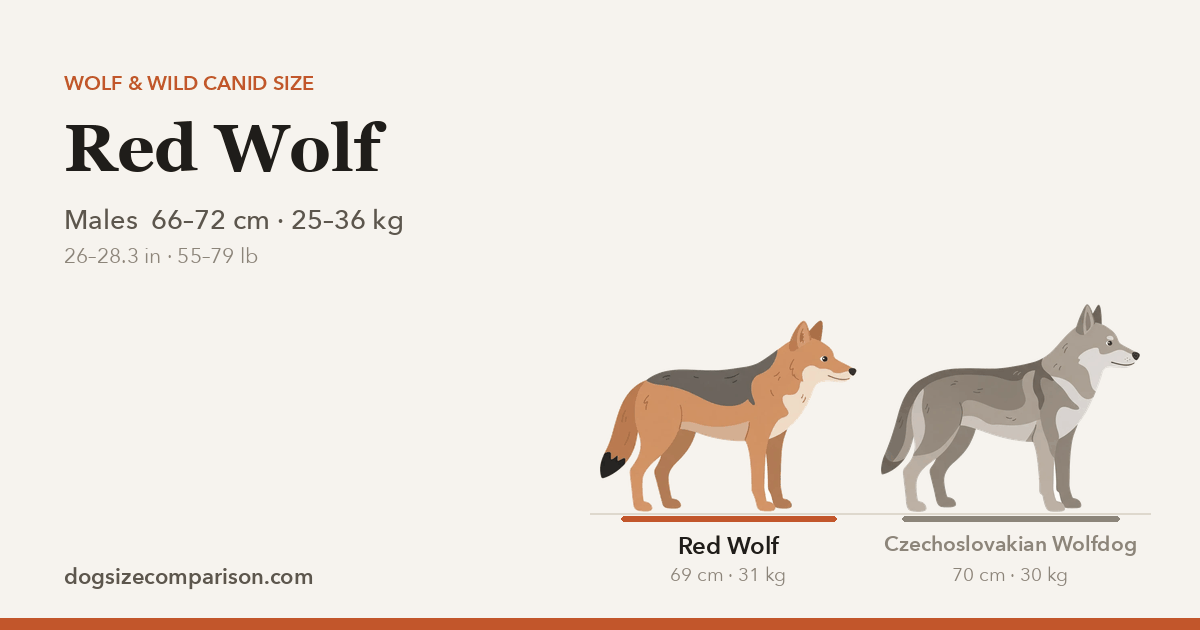 WOLF & WILD CANID SIZE
Red Wolf
Males 66–72 cm · 25–36 kg
26–28.3 in · 55–79 lb
Red Wolf
69 cm · 31 kg
Czechoslovakian Wolfdog
70 cm · 30 kg
dogsizecomparison.com